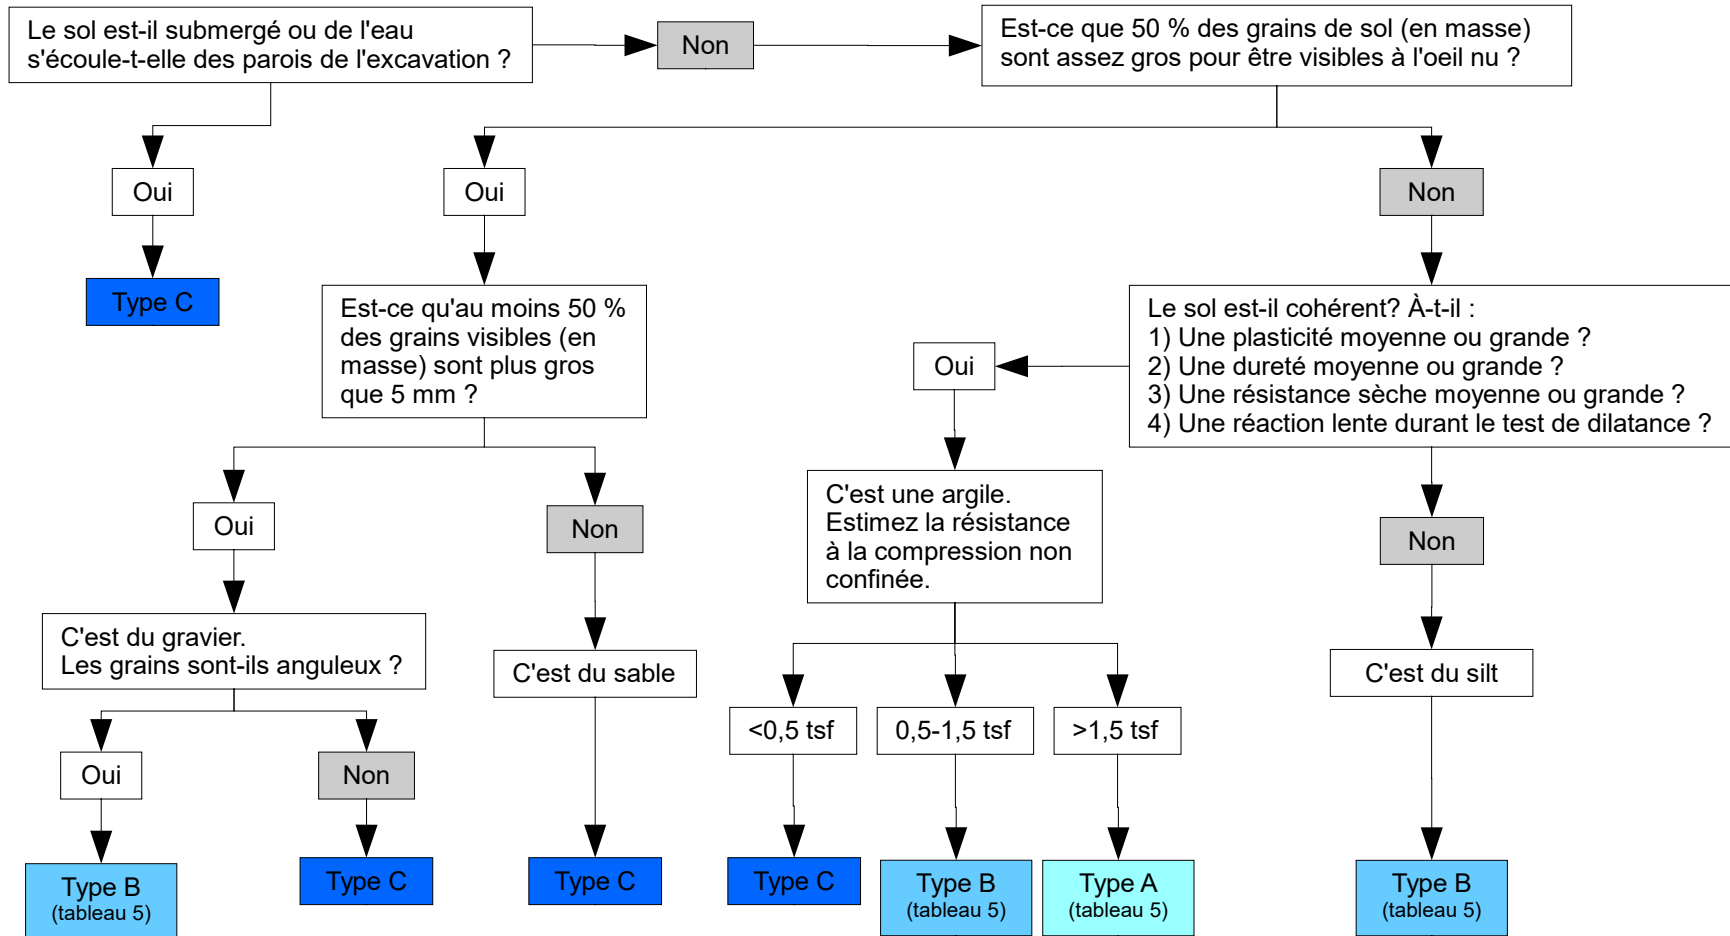 Le sol est-il submergé ou de l'eau
s'écoule-t-elle des parois de l'excavation ?
Non
Est-ce que 50 % des grains de sol (en masse)
sont assez gros pour être visibles à l'oeil nu ?
Oui
Oui
Non
Type C
Est-ce qu'au moins 50 %
des grains visibles (en
masse) sont plus gros
que 5 mm ?
Le sol est-il cohérent? À-t-il :
1) Une plasticité moyenne ou grande ?
2) Une dureté moyenne ou grande ?
3) Une résistance sèche moyenne ou grande ?
4) Une réaction lente durant le test de dilatance ?
Oui
Oui
Non
C'est une argile.
Estimez la résistance
à la compression non
confinée.
Non
C'est du gravier.
Les grains sont-ils anguleux ?
C'est du sable
C'est du silt
Oui
Non
<0,5 tsf
0,5-1,5 tsf
>1,5 tsf
Type B
(tableau 5)
Type C
Type C
Type C
Type B
(tableau 5)
Type A
(tableau 5)
Type B
(tableau 5)